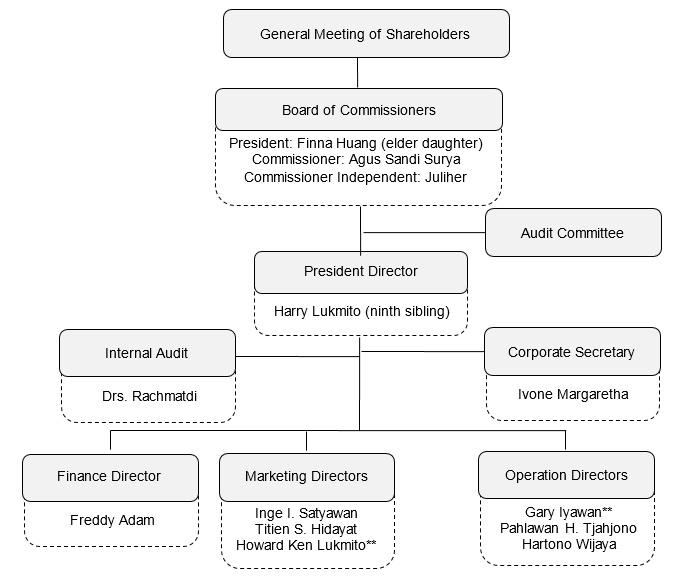 General Meeting of Shareholders
Board of Commissioners
President: Finna Huang (elder daughter)
Commissioner: Agus Sandi Surya
Commissioner Independent: Juliher
Audit Committee
President Director
Harry Lukmito (ninth sibling)
Internal Audit
Drs. Rachmatdi
Corporate Secretary
Ivone Margaretha
Finance Director
Freddy Adam
Marketing Directors
Inge I. Satyawan
Titien S. Hidayat
Howard Ken Lukmito**
Operation Directors
Gary Iyawan**
Pahlawan H. Tjahjono
Hartono Wijaya